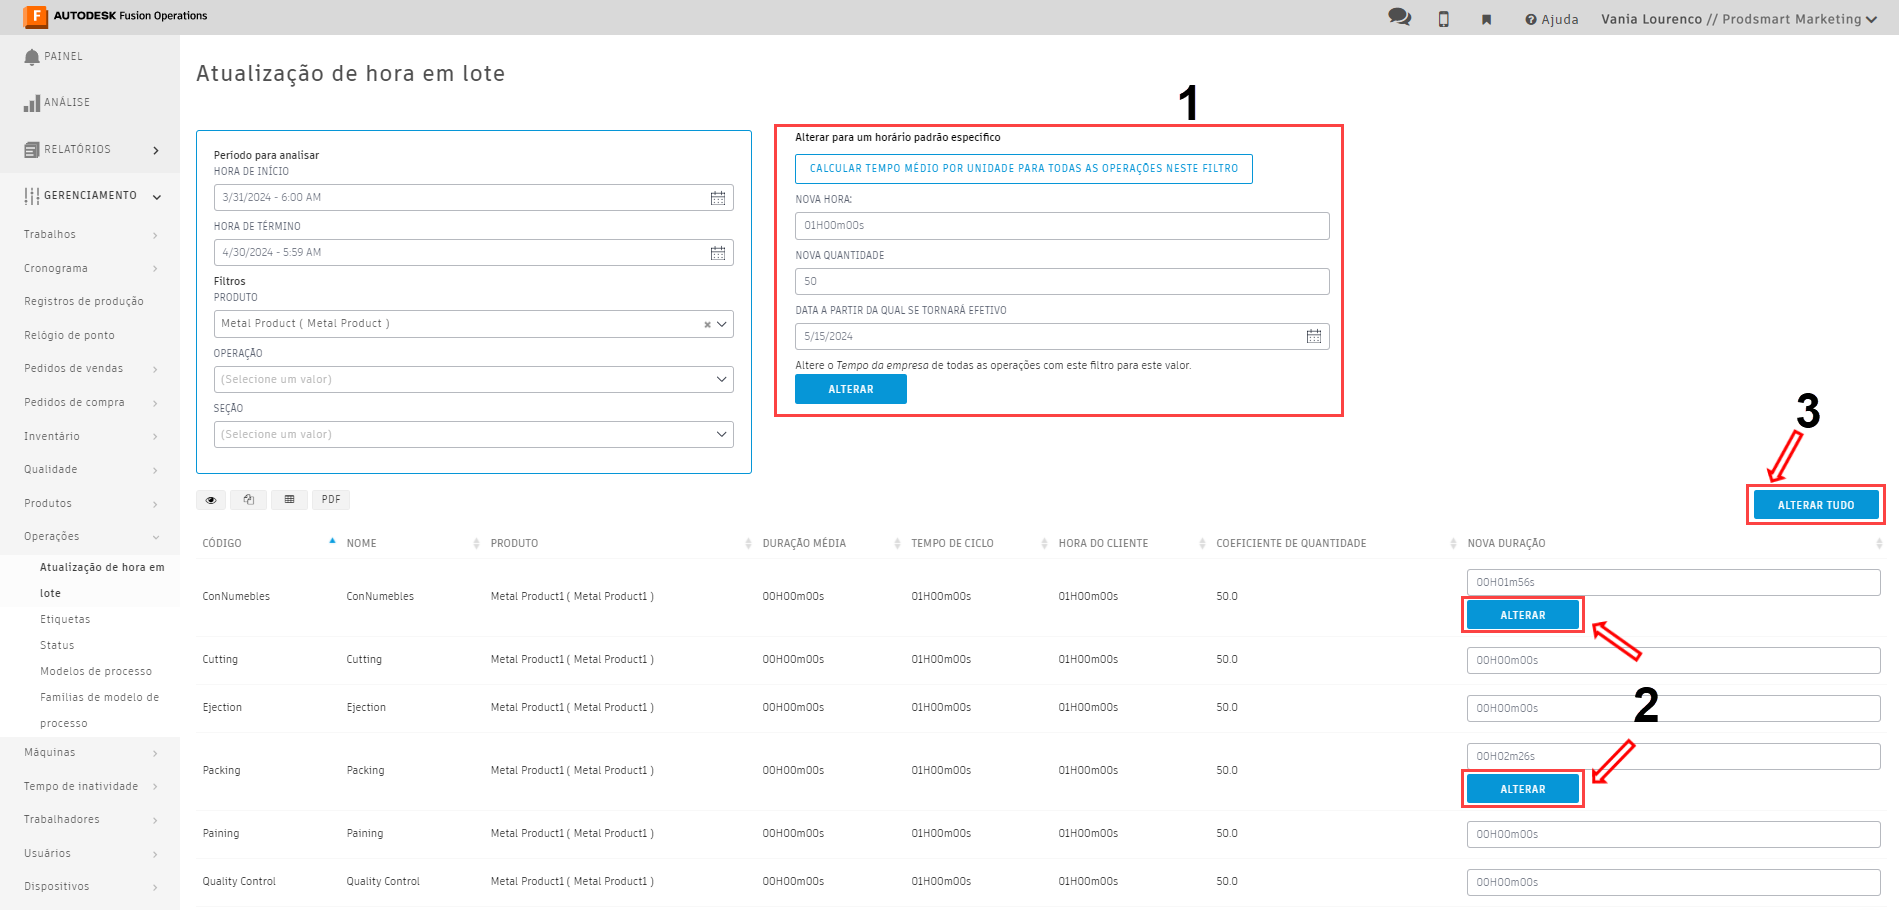 AUTODESK Fusion Operations
Ajuda
Vania Lourenco // Prodsmart Marketing
PAINEL
ANÁLISE
RELATÓRIOS
GERENCIAMENTO
Trabalhos
Cronograma
Registros de produção
Relógio de ponto
Pedidos de vendas
Pedidos de compra
Inventário
Qualidade
Produtos
Operações
Atualização de hora em
lote
Etiquetas
Status
Modelos de processo
Famílias de modelo de
processo
Máquinas
Tempo de inatividade
Trabalhadores
Usuários
Dispositivos
Atualização de hora em lote
Período para analisar
HORA DE INÍCIO
3/31/2024 - 6:00 AM
HORA DE TÉRMINO
4/30/2024 - 5:59 AM
Filtros
PRODUTO
Metal Product ( Metal Product )
OPERAÇÃO
(Selecione um valor)
SEÇÃO
(Selecione um valor)
1
Alterar para um horário padrão específico
CALCULAR TEMPO MÉDIO POR UNIDADE PARA TODAS AS OPERAÇÕES NESTE FILTRO
NOVA HORA:
01H00m00s
NOVA QUANTIDADE
50
DATA A PARTIR DA QUAL SE TORNARÁ EFETIVO
5/15/2024
Altere o Tempo da empresa de todas as operações com este filtro para este valor.
ALTERAR
3
PDF
ALTERAR TUDO
CÓDIGO NOME PRODUTO DURAÇÃO MÉDIA TEMPO DE CICLO HORA DO CLIENTE COEFICIENTE DE QUANTIDADE NOVA DURAÇÃO
ConNumebles ConNumebles Metal Product1 ( Metal Product1 ) 00H00m00s 01H00m00s 01H00m00s 50.0 00H01m56s
ALTERAR
Cutting Cutting Metal Product1 ( Metal Product1 ) 00H00m00s 01H00m00s 01H00m00s 50.0 00H00m00s
Ejection Ejection Metal Product1 ( Metal Product1 ) 00H00m00s 01H00m00s 01H00m00s 50.0 00H00m00s
2
Packing Packing Metal Product1 ( Metal Product1 ) 00H00m00s 01H00m00s 01H00m00s 50.0 00H02m26s
ALTERAR
Paining Paining Metal Product1 ( Metal Product1 ) 00H00m00s 01H00m00s 01H00m00s 50.0 00H00m00s
Quality Control Quality Control Metal Product1 ( Metal Product1 ) 00H00m00s 01H00m00s 01H00m00s 50.0 00H00m00s